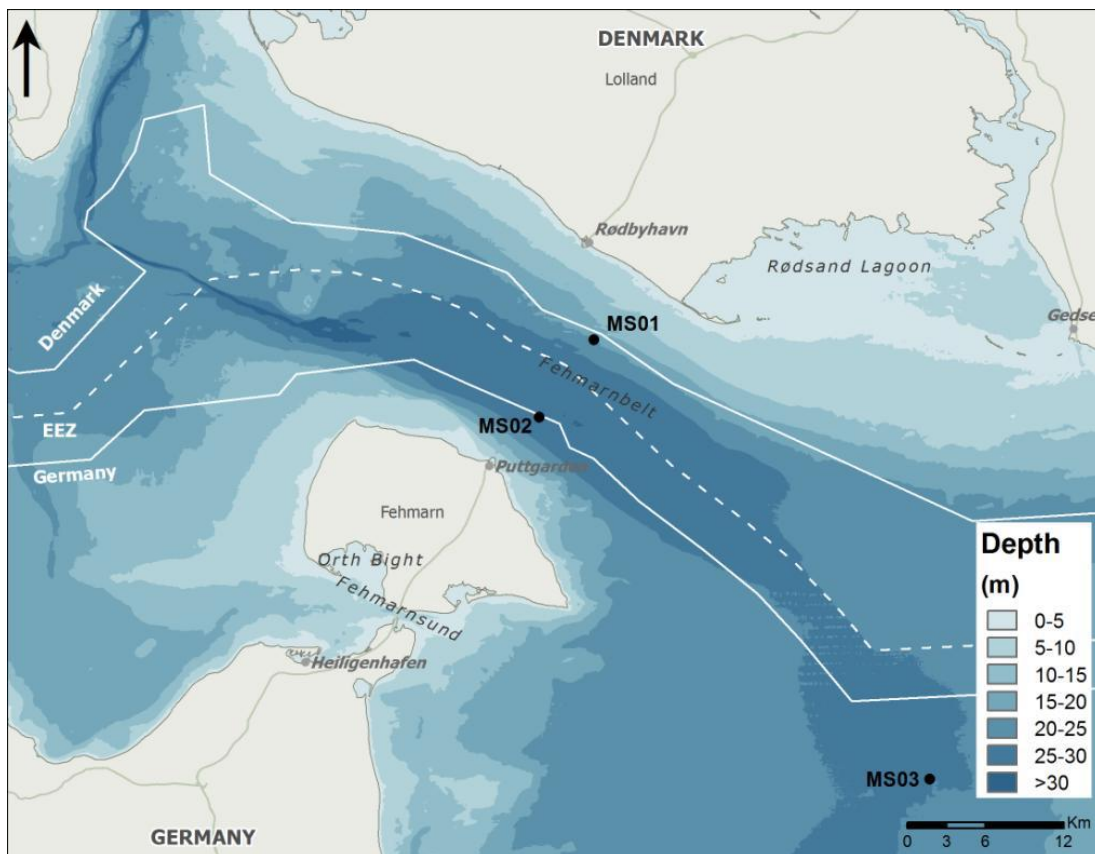 DENMARK
Lolland
Rødbyhavn
Rødsand Lagoon
Gedse
Denmark
MS01
Fehmarnbelt
MS02
EEZ
Germany
Puttgarden
Fehmarn
Orth Bight
Fehmarnsund
Heiligenhafen
MS03
GERMANY
Depth
(m)
0-5
5-10
10-15
15-20
20-25
25-30
>30
Km
0 3 6 12